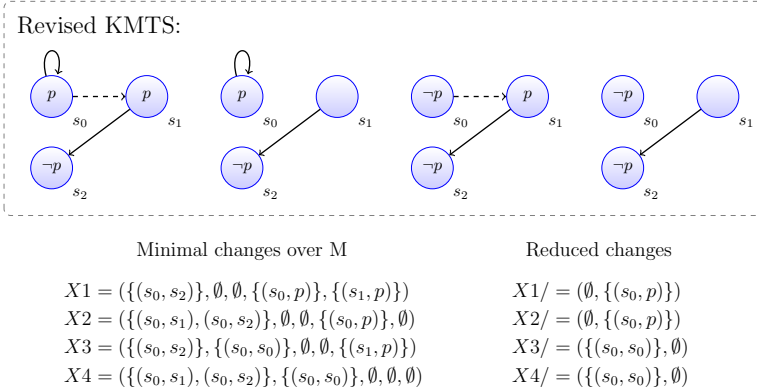 Revised KMTS:
p p p ¬p p ¬p
s₀ s₁ s₀ s₁ s₀ s₁ s₀ s₁
¬p ¬p ¬p ¬p
s₂ s₂ s₂ s₂
Minimal changes over M Reduced changes
X1 = ({(s₀, s₂)}, ∅, ∅, {(s₀, p)}, {(s₁, p)}) X1/ = (∅, {(s₀, p)})
X2 = ({(s₀, s₁), (s₀, s₂)}, ∅, ∅, {(s₀, p)}, ∅) X2/ = (∅, {(s₀, p)})
X3 = ({(s₀, s₂)}, {(s₀, s₀)}, ∅, ∅, {(s₁, p)}) X3/ = ({(s₀, s₀)}, ∅)
X4 = ({(s₀, s₁), (s₀, s₂)}, {(s₀, s₀)}, ∅, ∅, ∅) X4/ = ({(s₀, s₀)}, ∅)